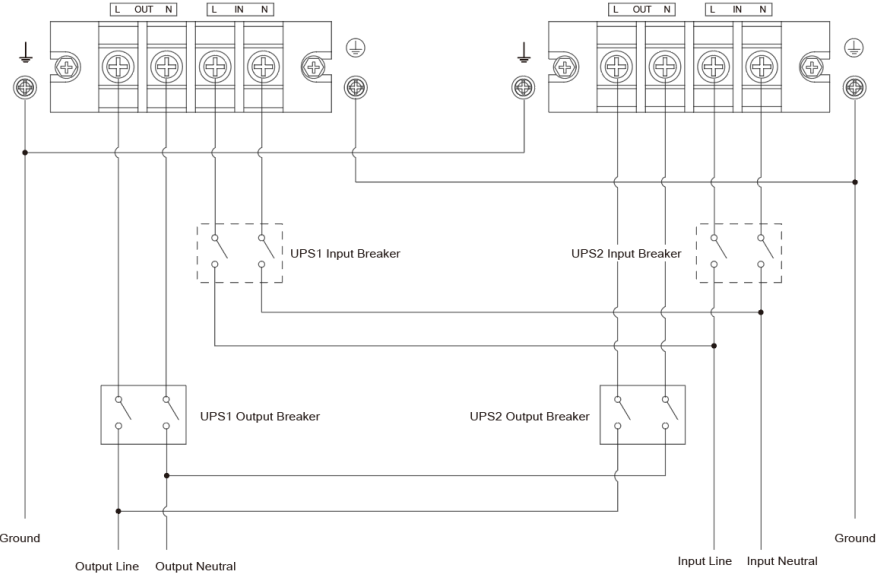 L OUT N L IN N L OUT N L IN N
UPS1 Input Breaker UPS2 Input Breaker
UPS1 Output Breaker UPS2 Output Breaker
Ground Ground
Output Line Output Neutral Input Line Input Neutral